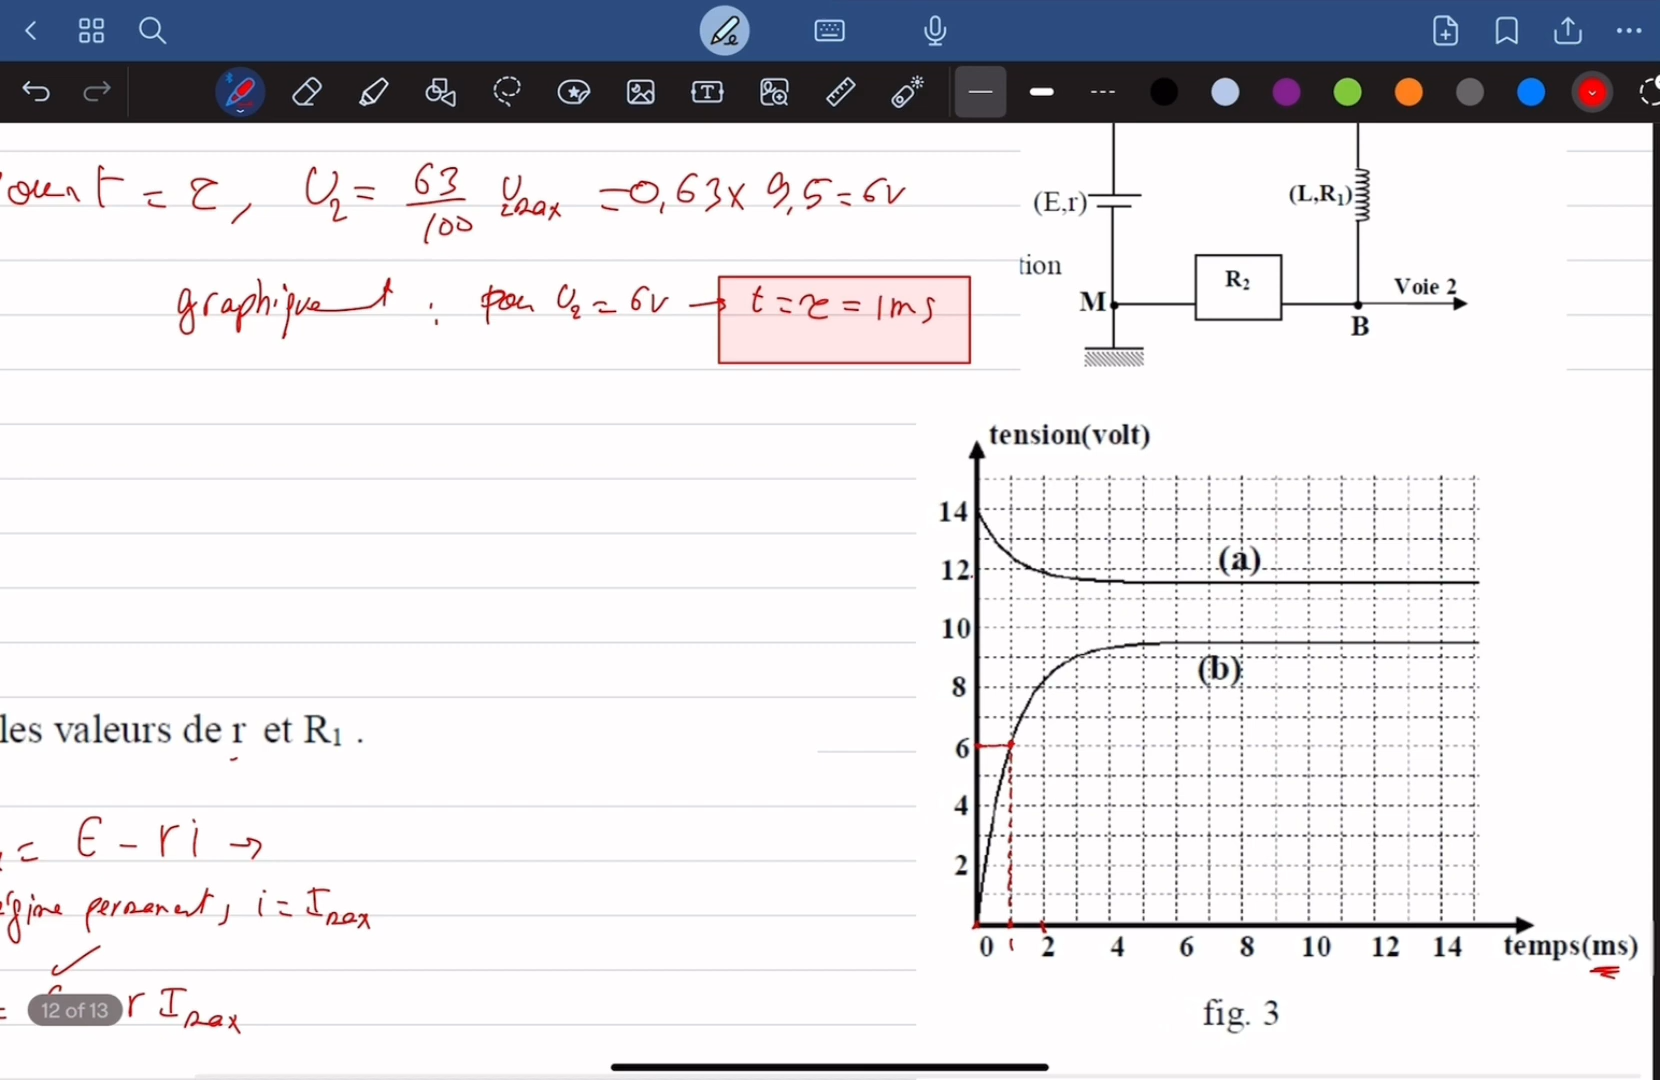 t = τ, U2 = 63/100 U2max = 0,63 x 9,5 = 6V
graphiquement : pour U2 = 6V → t = τ = 1ms
les valeurs de r et R1 .
= E - ri →
régime permanent, i = Imax
= r Imax
12 of 13
(E,r)
(L,R1)
tion
R2
M
Voie 2
B
tension(volt)
14
12
10
8
6
4
2
(a)
(b)
0 1 2 4 6 8 10 12 14 temps(ms)
fig. 3